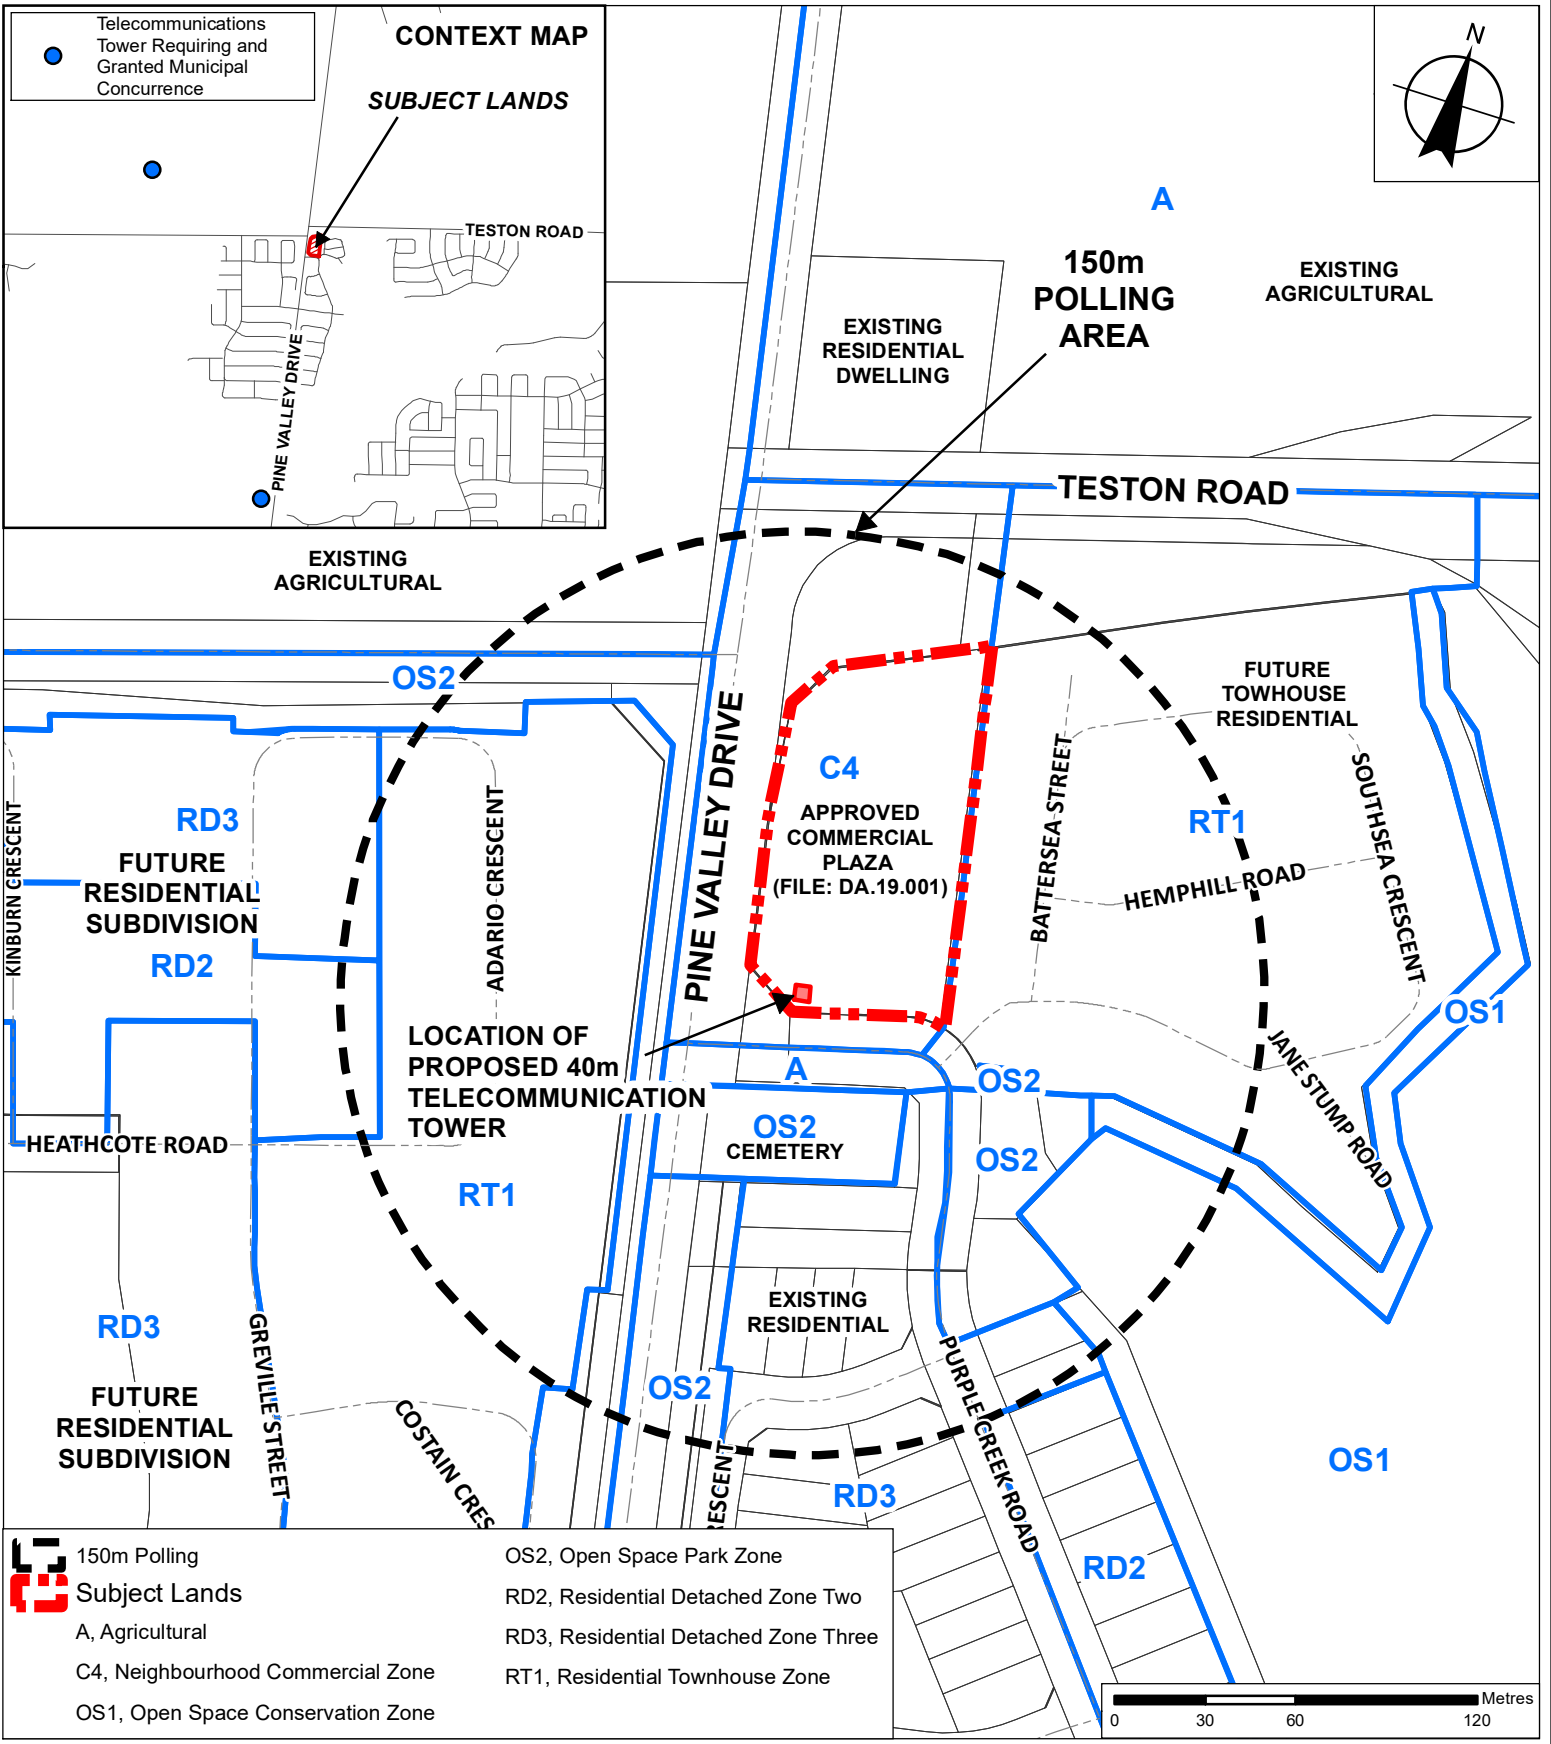 Telecommunications
Tower Requiring and
Granted Municipal
Concurrence
CONTEXT MAP
SUBJECT LANDS
TESTON ROAD
PINE VALLEY DRIVE
N
A
150m
POLLING
AREA
EXISTING
AGRICULTURAL
EXISTING
RESIDENTIAL
DWELLING
TESTON ROAD
EXISTING
AGRICULTURAL
OS2
FUTURE
TOWHOUSE
RESIDENTIAL
PINE VALLEY DRIVE
C4
APPROVED
COMMERCIAL
PLAZA
(FILE: DA.19.001)
BATTERSEA STREET
SOUTHSEA CRESCENT
RT1
HEMPHILL ROAD
RD3
FUTURE
RESIDENTIAL
SUBDIVISION
RD2
KINBURN CRESCENT
ADARIO CRESCENT
LOCATION OF
PROPOSED 40m
TELECOMMUNICATION
TOWER
OS1
JANE STUMP ROAD
A
OS2
OS2
CEMETERY
OS2
HEATHCOTE ROAD
RT1
EXISTING
RESIDENTIAL
RD3
GREVILLE STREET
FUTURE
RESIDENTIAL
SUBDIVISION
COSTAIN CRES
OS2
RESCENT
PURPLE CREEK ROAD
RD3
OS1
RD2
150m Polling
Subject Lands
A, Agricultural
C4, Neighbourhood Commercial Zone
OS1, Open Space Conservation Zone
OS2, Open Space Park Zone
RD2, Residential Detached Zone Two
RD3, Residential Detached Zone Three
RT1, Residential Townhouse Zone
Metres
0 30 60 120